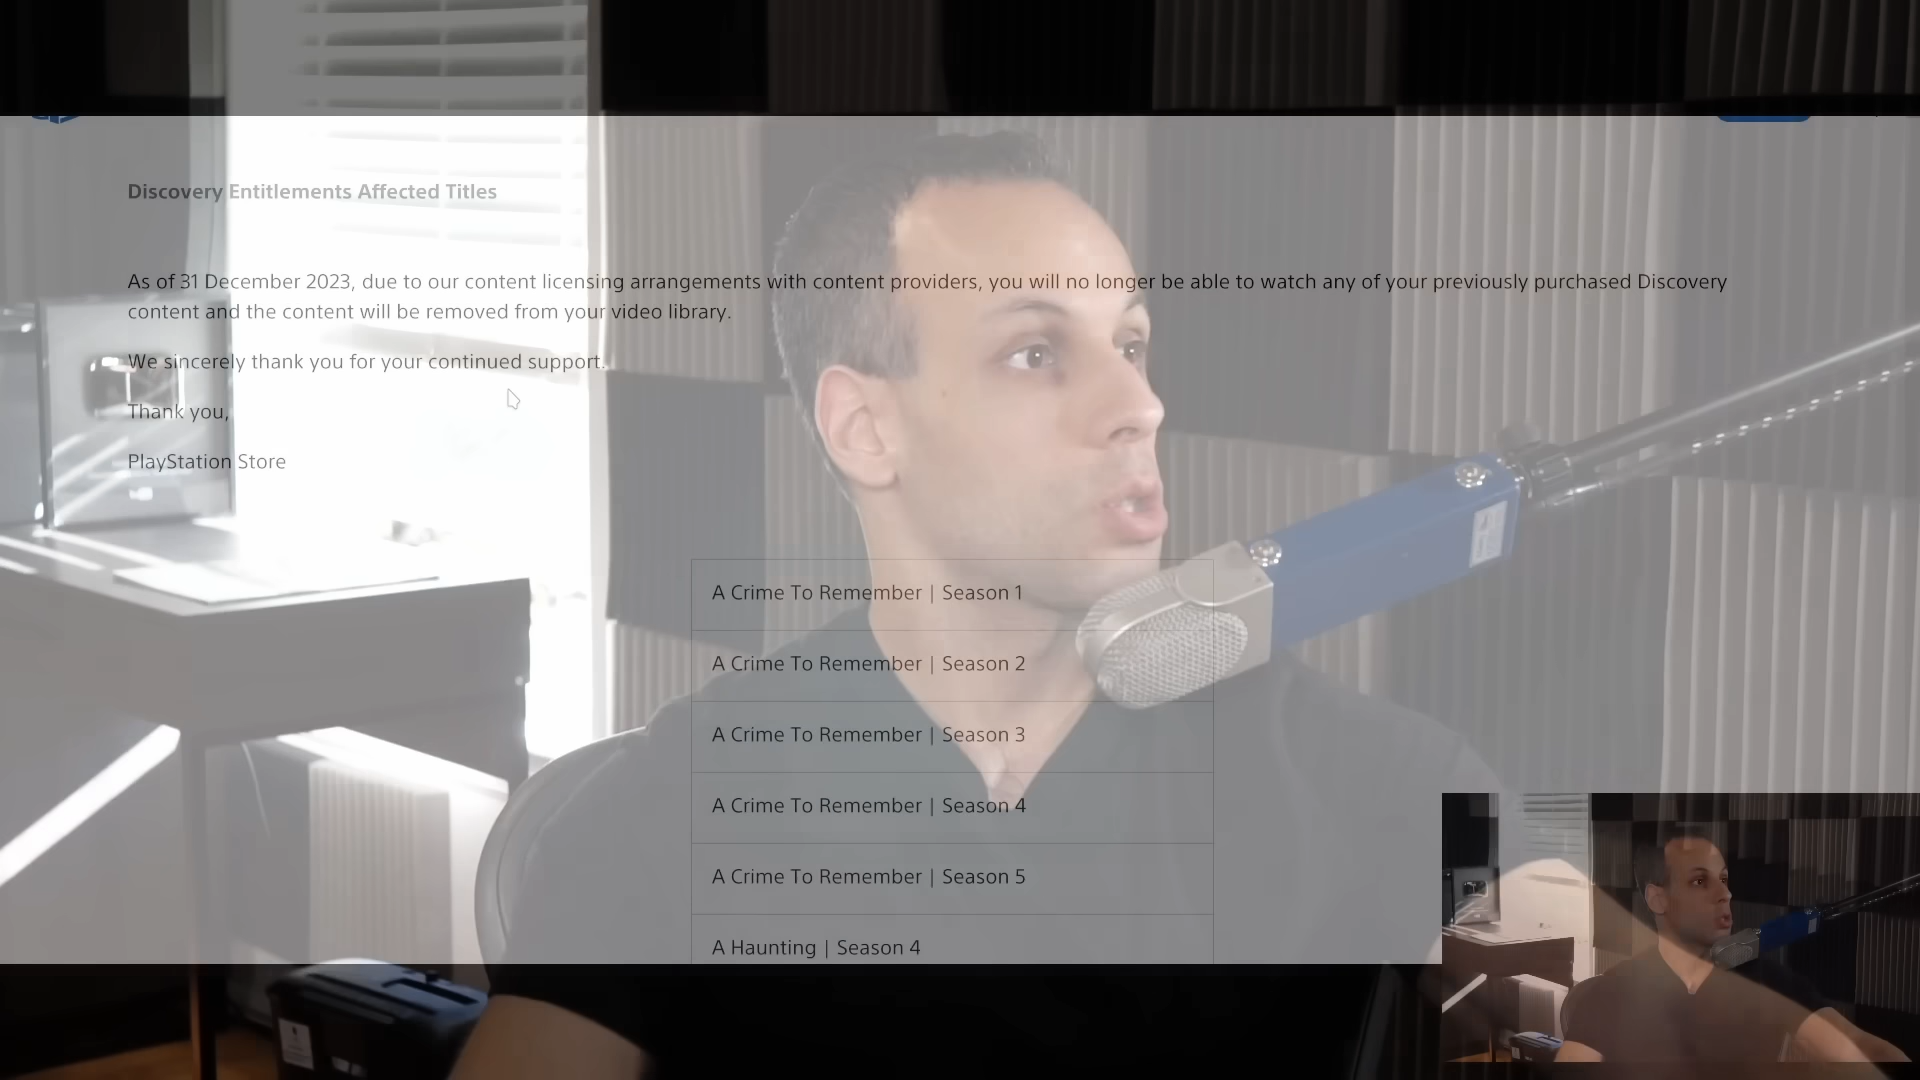 Discovery Entitlements Affected Titles
As of 31 December 2023, due to our content licensing arrangements with content providers, you will no longer be able to watch any of your previously purchased Discovery
content and the content will be removed from your video library.
We sincerely thank you for your continued support.
Thank you,
PlayStation Store
A Crime To Remember | Season 1
A Crime To Remember | Season 2
A Crime To Remember | Season 3
A Crime To Remember | Season 4
A Crime To Remember | Season 5
A Haunting | Season 4